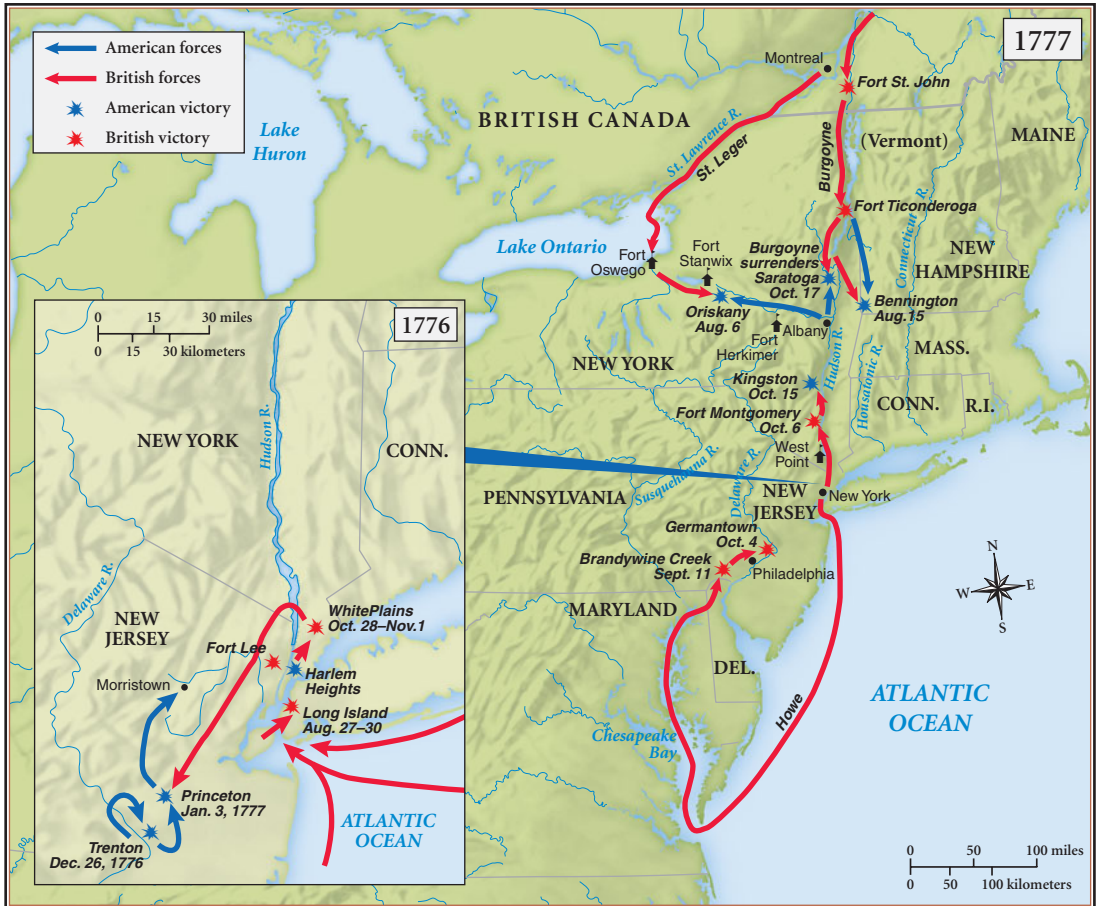 American forces
British forces
American victory
British victory
1777
Montreal
Fort St. John
Lake
Huron
BRITISH CANADA
St. Lawrence R.
St. Leger
Burgoyne
(Vermont)
MAINE
Fort Ticonderoga
Connecticut R.
Lake Ontario
Fort
Oswego
Fort
Stanwix
Burgoyne
surrenders
Saratoga
Oct. 17
NEW
HAMPSHIRE
Bennington
Aug.15
Oriskany
Aug. 6
Albany
Fort
Herkimer
Hudson R.
Housatonic R.
MASS.
NEW YORK
Kingston
Oct. 15
CONN.
R.I.
Fort Montgomery
Oct. 6
West
Point
Susquehanna R.
Delaware R.
PENNSYLVANIA
NEW
JERSEY
New York
Germantown
Oct. 4
Brandywine Creek
Sept. 11
Philadelphia
MARYLAND
DEL.
Howe
Chesapeake
Bay
ATLANTIC
OCEAN
N
W
E
S
0 50 100 miles
0 50 100 kilometers
1776
0 15 30 miles
0 15 30 kilometers
NEW YORK
Hudson R.
CONN.
Delaware R.
NEW
JERSEY
WhitePlains
Oct. 28–Nov.1
Fort Lee
Harlem
Heights
Morristown
Long Island
Aug. 27–30
Princeton
Jan. 3, 1777
Trenton
Dec. 26, 1776
ATLANTIC
OCEAN